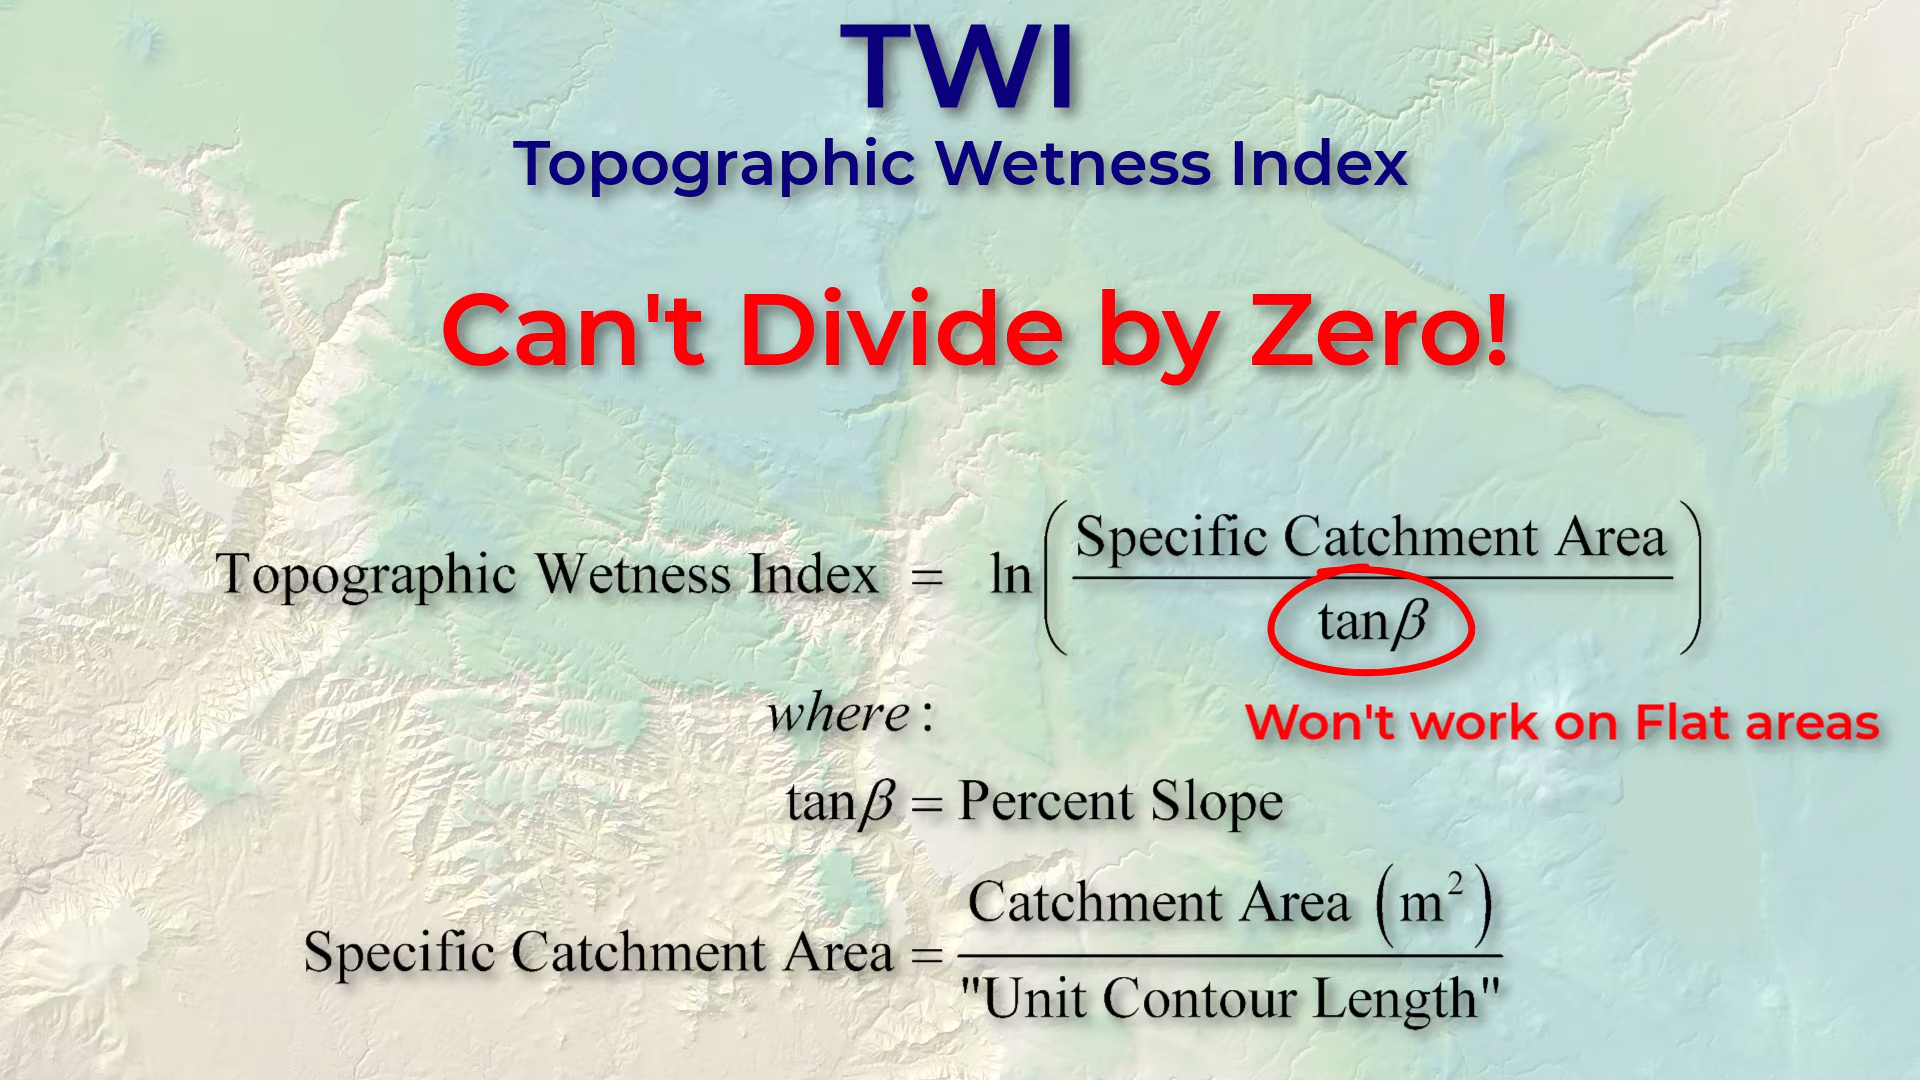 TWI
Topographic Wetness Index
Can't Divide by Zero!
Topographic Wetness Index = ln(Specific Catchment Area / tanβ)
Won't work on Flat areas
where:
tanβ = Percent Slope
Specific Catchment Area = Catchment Area (m²) / "Unit Contour Length"